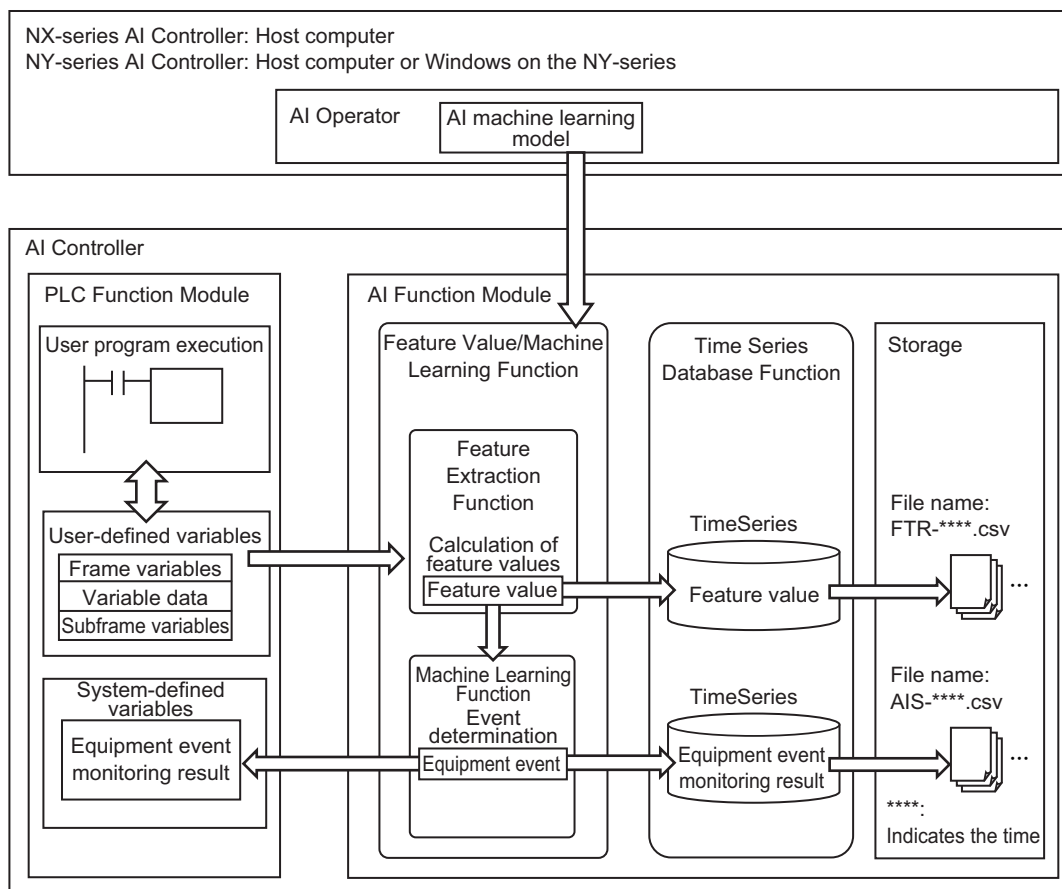 NX-series AI Controller: Host computer
NY-series AI Controller: Host computer or Windows on the NY-series
AI Operator
AI machine learning
model
AI Controller
PLC Function Module
User program execution
User-defined variables
Frame variables
Variable data
Subframe variables
System-defined
variables
Equipment event
monitoring result
AI Function Module
Feature Value/Machine
Learning Function
Feature
Extraction
Function
Calculation of
feature values
Feature value
Machine Learning
Function
Event
determination
Equipment event
Time Series
Database Function
TimeSeries
Feature value
TimeSeries
Equipment event
monitoring result
Storage
File name:
FTR-****.csv
...
File name:
AIS-****.csv
...
****:
Indicates the time